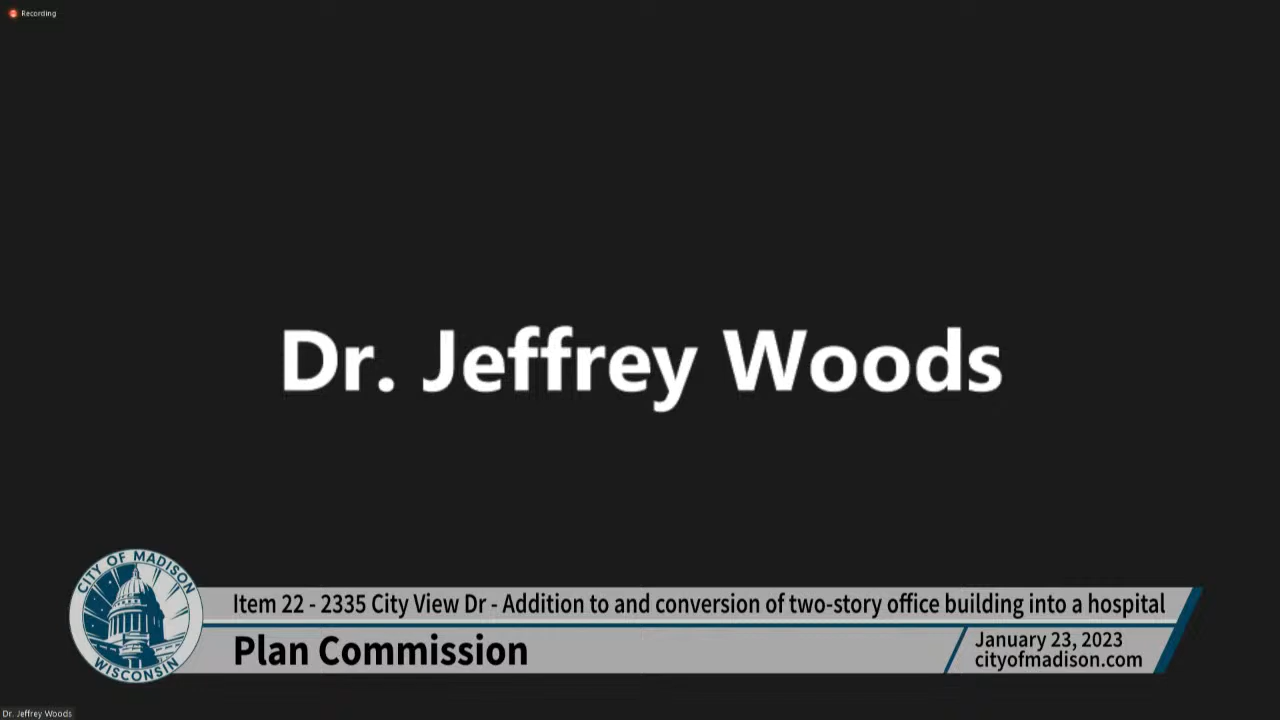 Recording
Dr. Jeffrey Woods
CITY OF MADISON
WISCONSIN
Item 22 - 2335 City View Dr - Addition to and conversion of two-story office building into a hospital
Plan Commission
January 23, 2023
cityofmadison.com
Dr. Jeffrey Woods